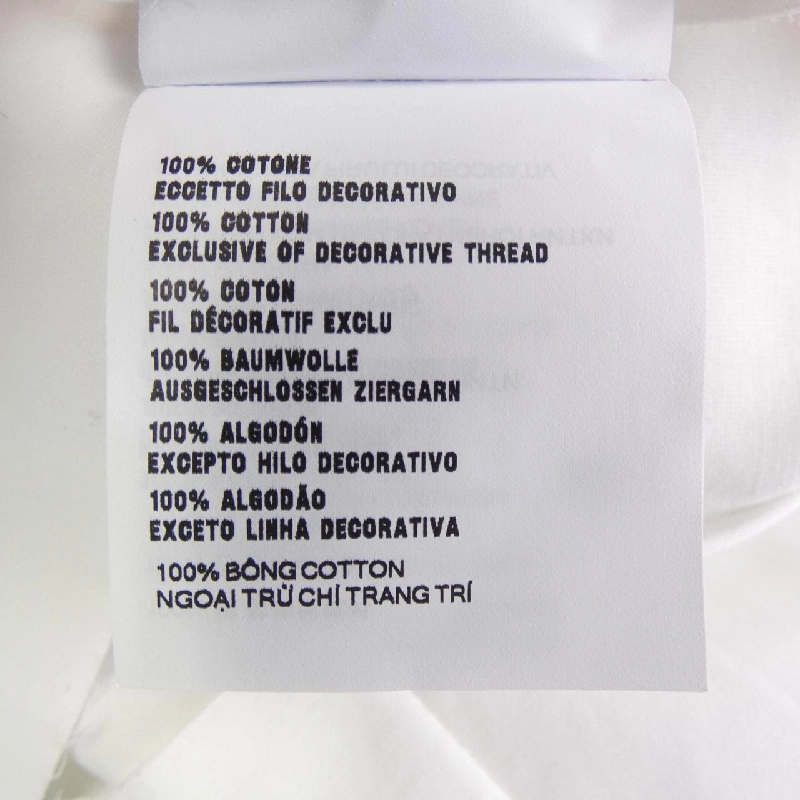 100% COTONE
ECCETTO FILO DECORATIVO
100% COTTON
EXCLUSIVE OF DECORATIVE THREAD
100% COTON
FIL DÉCORATIF EXCLU
100% BAUMWOLLE
AUSGESCHLOSSEN ZIERGARN
100% ALGODÓN
EXCEPTO HILO DECORATIVO
100% ALGODÃO
EXCETO LINHA DECORATIVA
100% BÔNG COTTON
NGOẠI TRỪ CHỈ TRANG TRÍ